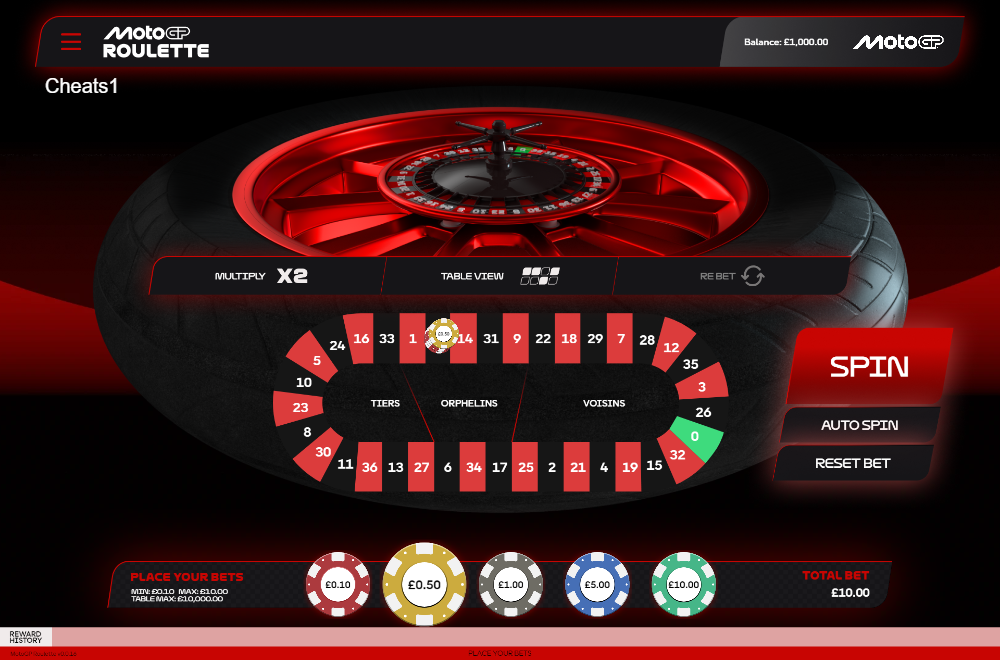 MotoGP
ROULETTE
Balance: £1,000.00
MotoGP
Cheats1
MULTIPLY X2
TABLE VIEW
RE BET
24 16 33 1 14 31 9 22 18 29 7 28
5 12
10 35
23 3
8 26
30 0
11 32
36 13 27 6 34 17 25 2 21 4 19 15
£0.50
TIERS
ORPHELINS
VOISINS
SPIN
AUTO SPIN
RESET BET
PLACE YOUR BETS
MIN: £0.10 MAX: £10.00
TABLE MAX: £10,000.00
£0.10
£0.50
£1.00
£5.00
£10.00
TOTAL BET
£10.00
REWARD
HISTORY
PLACE YOUR BETS